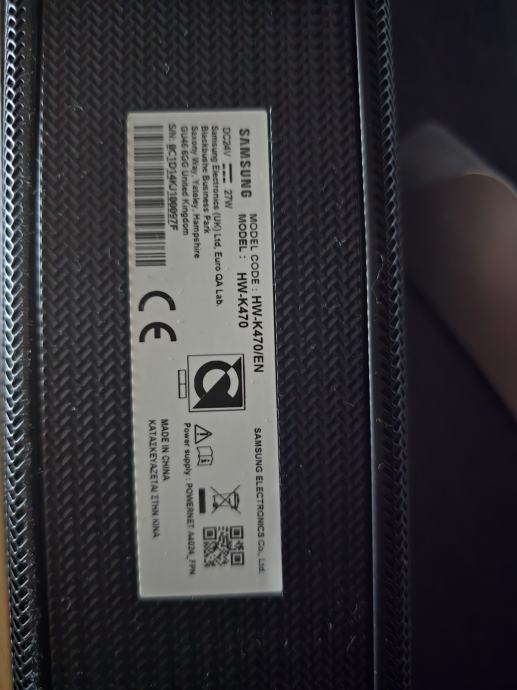 SAMSUNG
MODEL CODE : HW-K470/EN
MODEL : HW-K470
DC24V 27W
Samsung Electronics (UK) Ltd, Euro QA Lab.
Blackbushe Business Park
Saxony Way, Yateley, Hampshire
GU46 6GG United Kingdom
S/N: 0C1D14KJ100097F
CE
SAMSUNG ELECTRONICS Co., Ltd.
Power supply : POWERNET A4024_FPN
MADE IN CHINA
ΚΑΤΑΣΚΕΥΑΖΕΤΑΙ ΣΤΗΝ ΚΙΝΑ